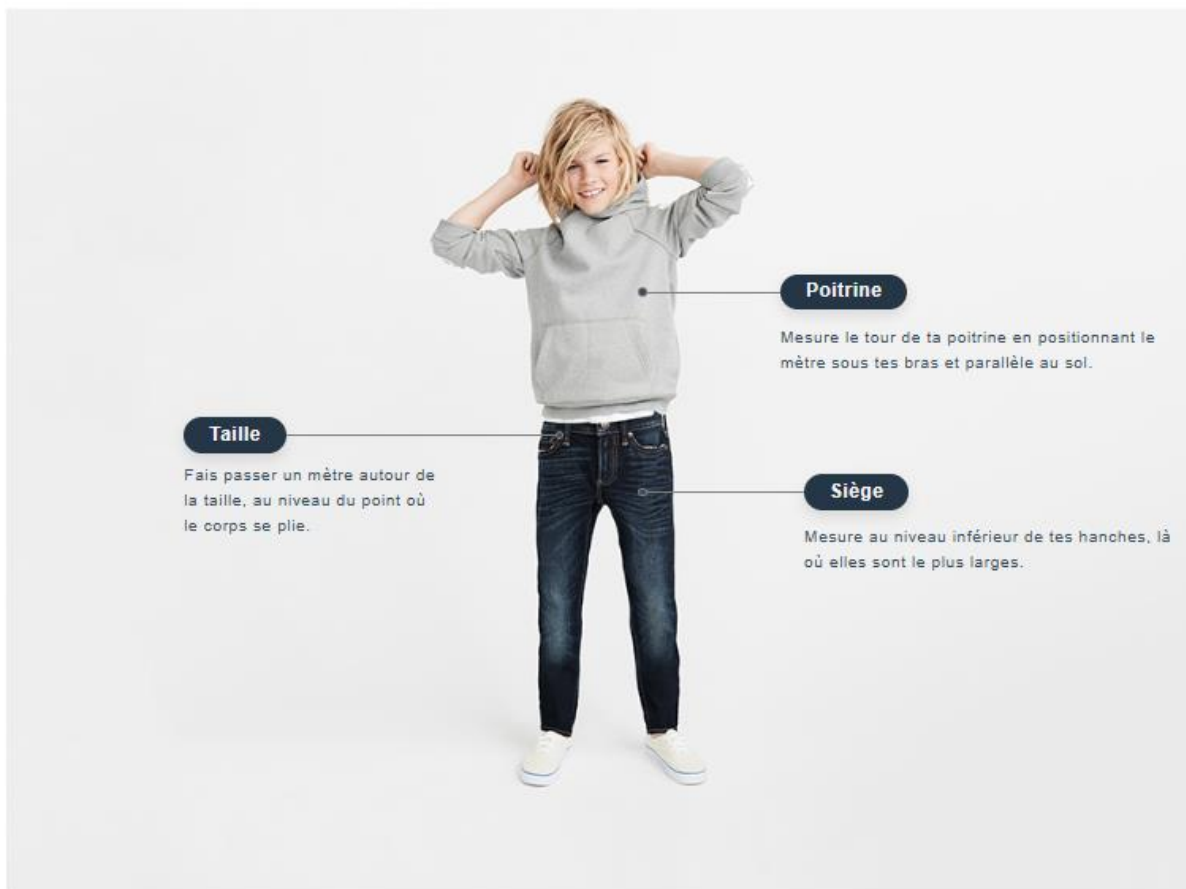 Poitrine
Mesure le tour de ta poitrine en positionnant le
mètre sous tes bras et parallèle au sol.
Taille
Fais passer un mètre autour de
la taille, au niveau du point où
le corps se plie.
Siège
Mesure au niveau inférieur de tes hanches, là
où elles sont le plus larges.